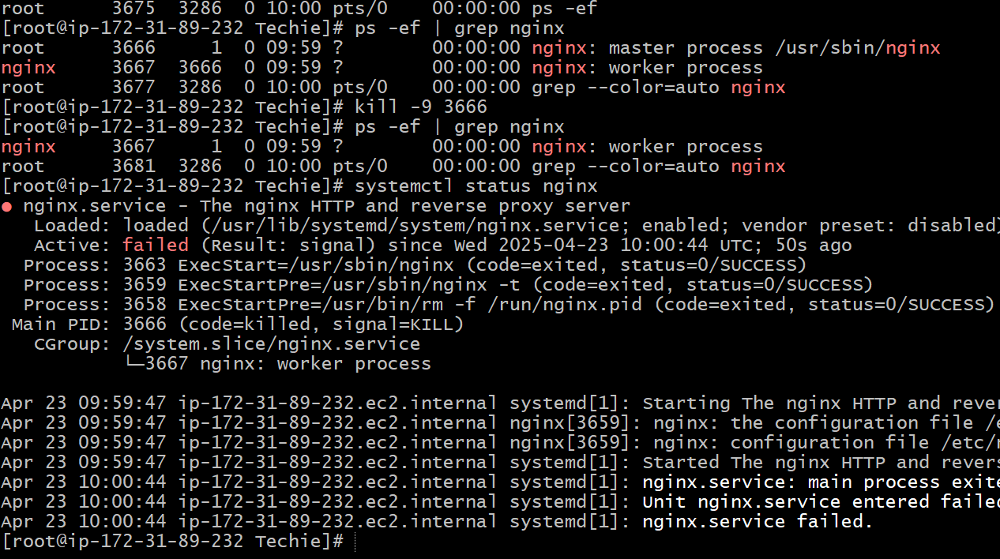 root      3675  3286  0 10:00 pts/0    00:00:00 ps -ef
[root@ip-172-31-89-232 Techie]# ps -ef | grep nginx
root      3666     1  0 09:59 ?        00:00:00 nginx: master process /usr/sbin/nginx
nginx     3667  3666  0 09:59 ?        00:00:00 nginx: worker process
root      3677  3286  0 10:00 pts/0    00:00:00 grep --color=auto nginx
[root@ip-172-31-89-232 Techie]# kill -9 3666
[root@ip-172-31-89-232 Techie]# ps -ef | grep nginx
nginx     3667     1  0 09:59 ?        00:00:00 nginx: worker process
root      3681  3286  0 10:00 pts/0    00:00:00 grep --color=auto nginx
[root@ip-172-31-89-232 Techie]# systemctl status nginx
● nginx.service - The nginx HTTP and reverse proxy server
   Loaded: loaded (/usr/lib/systemd/system/nginx.service; enabled; vendor preset: disabled)
   Active: failed (Result: signal) since Wed 2025-04-23 10:00:44 UTC; 50s ago
  Process: 3663 ExecStart=/usr/sbin/nginx (code=exited, status=0/SUCCESS)
  Process: 3659 ExecStartPre=/usr/sbin/nginx -t (code=exited, status=0/SUCCESS)
  Process: 3658 ExecStartPre=/usr/bin/rm -f /run/nginx.pid (code=exited, status=0/SUCCESS)
 Main PID: 3666 (code=killed, signal=KILL)
   CGroup: /system.slice/nginx.service
           └─3667 nginx: worker process
Apr 23 09:59:47 ip-172-31-89-232.ec2.internal systemd[1]: Starting The nginx HTTP and rever
Apr 23 09:59:47 ip-172-31-89-232.ec2.internal nginx[3659]: nginx: the configuration file /e
Apr 23 09:59:47 ip-172-31-89-232.ec2.internal nginx[3659]: nginx: configuration file /etc/n
Apr 23 09:59:47 ip-172-31-89-232.ec2.internal systemd[1]: Started The nginx HTTP and revers
Apr 23 10:00:44 ip-172-31-89-232.ec2.internal systemd[1]: nginx.service: main process exite
Apr 23 10:00:44 ip-172-31-89-232.ec2.internal systemd[1]: Unit nginx.service entered failed
Apr 23 10:00:44 ip-172-31-89-232.ec2.internal systemd[1]: nginx.service failed.
[root@ip-172-31-89-232 Techie]#